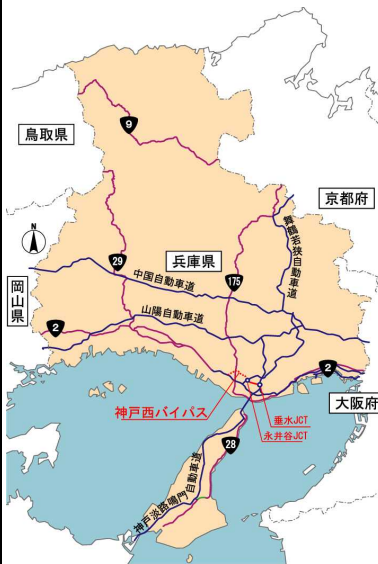 9
鳥取県
京都府
N
舞鶴若狭自動車道
29
兵庫県
175
中国自動車道
岡山県
山陽自動車道
2
2
神戸西バイパス
垂水JCT
大阪府
永井谷JCT
28
神戸淡路鳴門自動車道